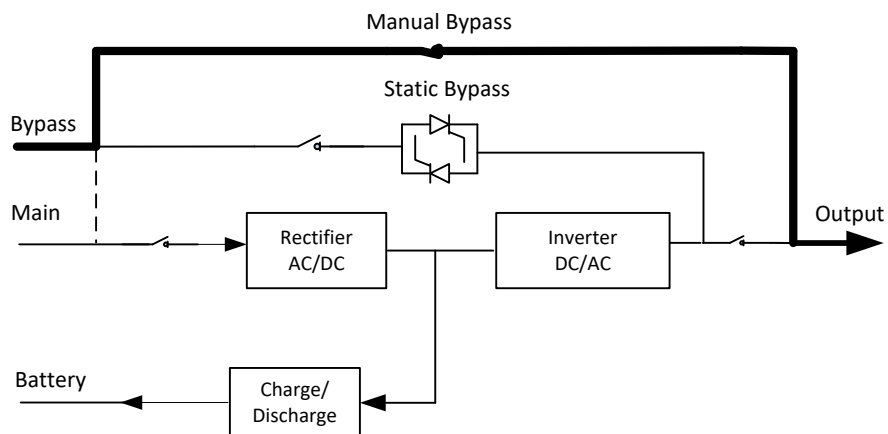 Manual Bypass
Static Bypass
Bypass
Main
Rectifier
AC/DC
Inverter
DC/AC
Output
Battery
Charge/
Discharge